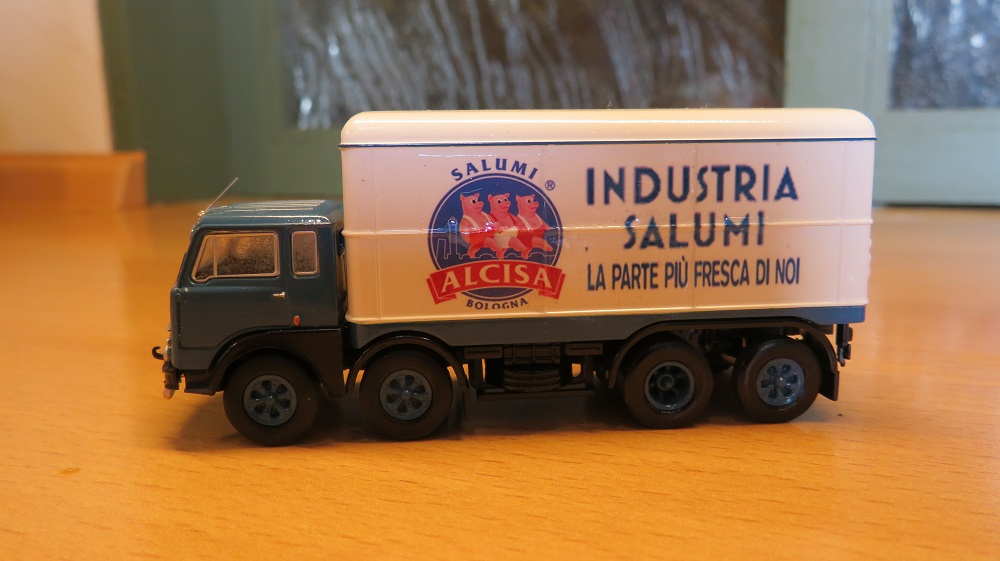 SALUMI ®
ALCISA
BOLOGNA
INDUSTRIA
SALUMI
LA PARTE PIÙ FRESCA DI NOI